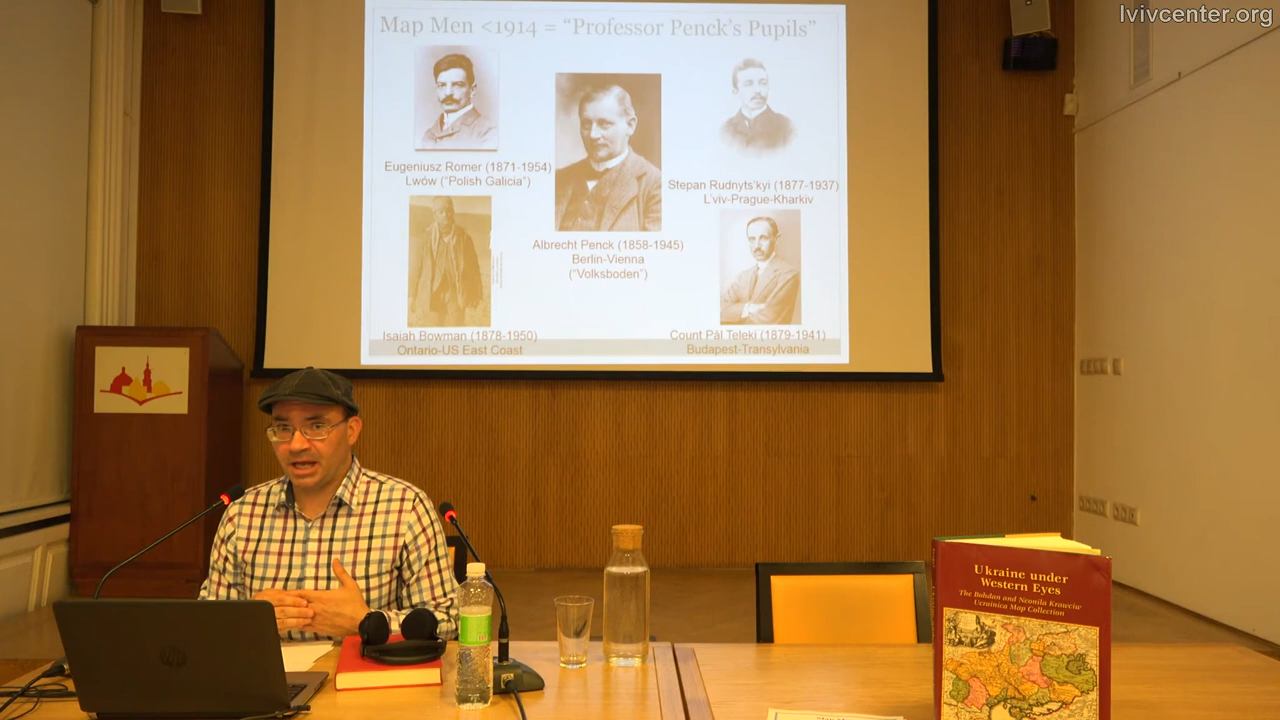 lvivcenter.org
Map Men <1914 = “Professor Penck's Pupils”
Eugeniusz Romer (1871-1954)
Lwów (“Polish Galicia”)
Stepan Rudnyts'kyi (1877-1937)
L'viv-Prague-Kharkiv
Albrecht Penck (1858-1945)
Berlin-Vienna
(“Volksboden”)
Isaiah Bowman (1878-1950)
Ontario-US East Coast
Count Pál Teleki (1879-1941)
Budapest-Transylvania
Ukraine under
Western Eyes
The Bohdan and Neonila Krawciw
Ucrainica Map Collection
hp